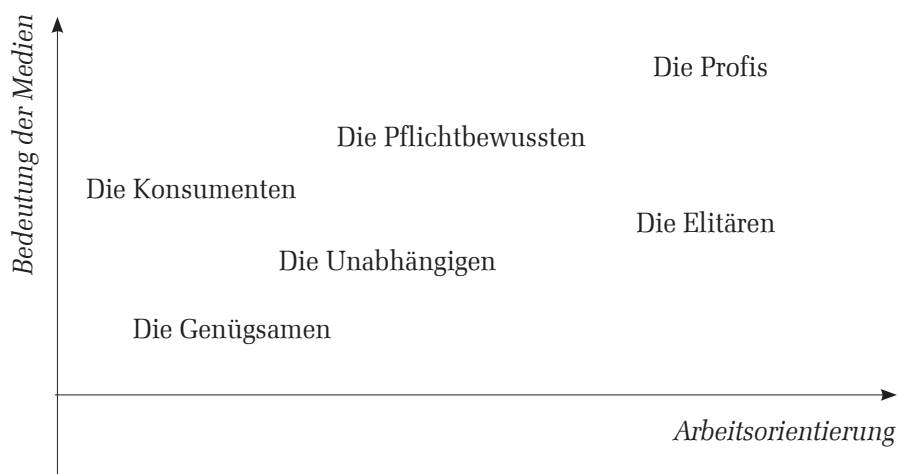 Bedeutung der Medien
Die Profis
Die Pflichtbewussten
Die Konsumenten
Die Elitären
Die Unabhängigen
Die Genügsamen
Arbeitsorientierung